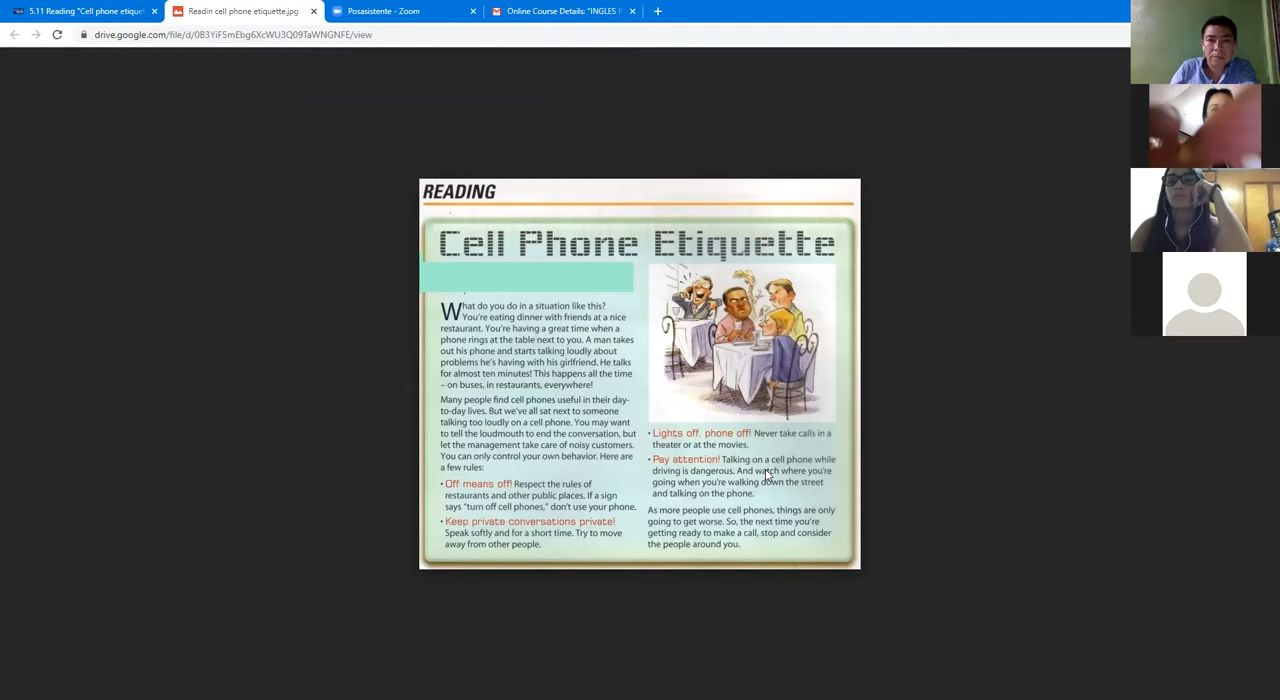 5.11 Reading "Cell phone etique
Readin cell phone etiquette.jpg
Posasistente - Zoom
Online Course Details: "INGLES
drive.google.com/file/d/0B3YiF5mEbg6XcWU3Q09TaWNGNFE/view
READING
Cell Phone Etiquette
What do you do in a situation like this?
You're eating dinner with friends at a nice
restaurant. You're having a great time when a
phone rings at the table next to you. A man takes
out his phone and starts talking loudly about
problems he's having with his girlfriend. He talks
for almost ten minutes! This happens all the time
– on buses, in restaurants, everywhere!
Many people find cell phones useful in their day-
to-day lives. But we've all sat next to someone
talking too loudly on a cell phone. You may want
to tell the loudmouth to end the conversation, but
let the management take care of noisy customers.
You can only control your own behavior. Here are
a few rules:
• Off means off! Respect the rules of
restaurants and other public places. If a sign
says "turn off cell phones," don't use your phone.
• Keep private conversations private!
Speak softly and for a short time. Try to move
away from other people.
• Lights off, phone off! Never take calls in a
theater or at the movies.
• Pay attention! Talking on a cell phone while
driving is dangerous. And watch where you're
going when you're walking down the street
and talking on the phone.
As more people use cell phones, things are only
going to get worse. So, the next time you're
getting ready to make a call, stop and consider
the people around you.